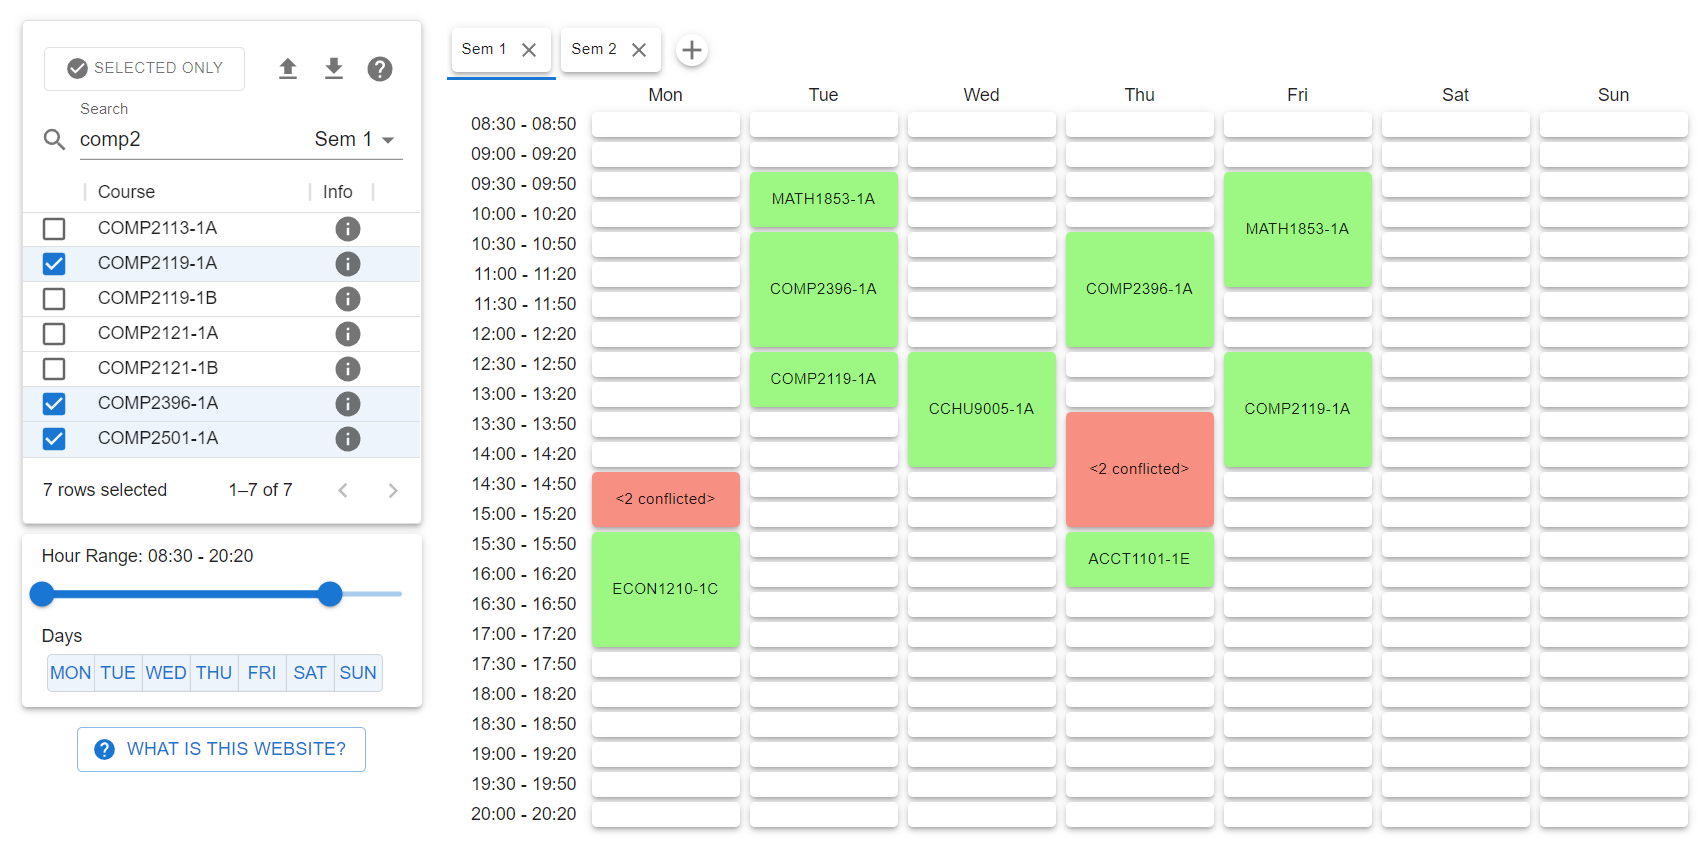 SELECTED ONLY
Search
comp2 Sem 1
Course Info
COMP2113-1A
COMP2119-1A
COMP2119-1B
COMP2121-1A
COMP2121-1B
COMP2396-1A
COMP2501-1A
7 rows selected 1–7 of 7
Hour Range: 08:30 - 20:20
Days
MON TUE WED THU FRI SAT SUN
WHAT IS THIS WEBSITE?
Sem 1 Sem 2
Mon Tue Wed Thu Fri Sat Sun
08:30 - 08:50
09:00 - 09:20
09:30 - 09:50
MATH1853-1A
10:00 - 10:20
MATH1853-1A
10:30 - 10:50
11:00 - 11:20
COMP2396-1A COMP2396-1A
11:30 - 11:50
12:00 - 12:20
12:30 - 12:50
COMP2119-1A
13:00 - 13:20
CCHU9005-1A COMP2119-1A
13:30 - 13:50
14:00 - 14:20
<2 conflicted>
14:30 - 14:50
<2 conflicted>
15:00 - 15:20
15:30 - 15:50
ACCT1101-1E
16:00 - 16:20
ECON1210-1C
16:30 - 16:50
17:00 - 17:20
17:30 - 17:50
18:00 - 18:20
18:30 - 18:50
19:00 - 19:20
19:30 - 19:50
20:00 - 20:20